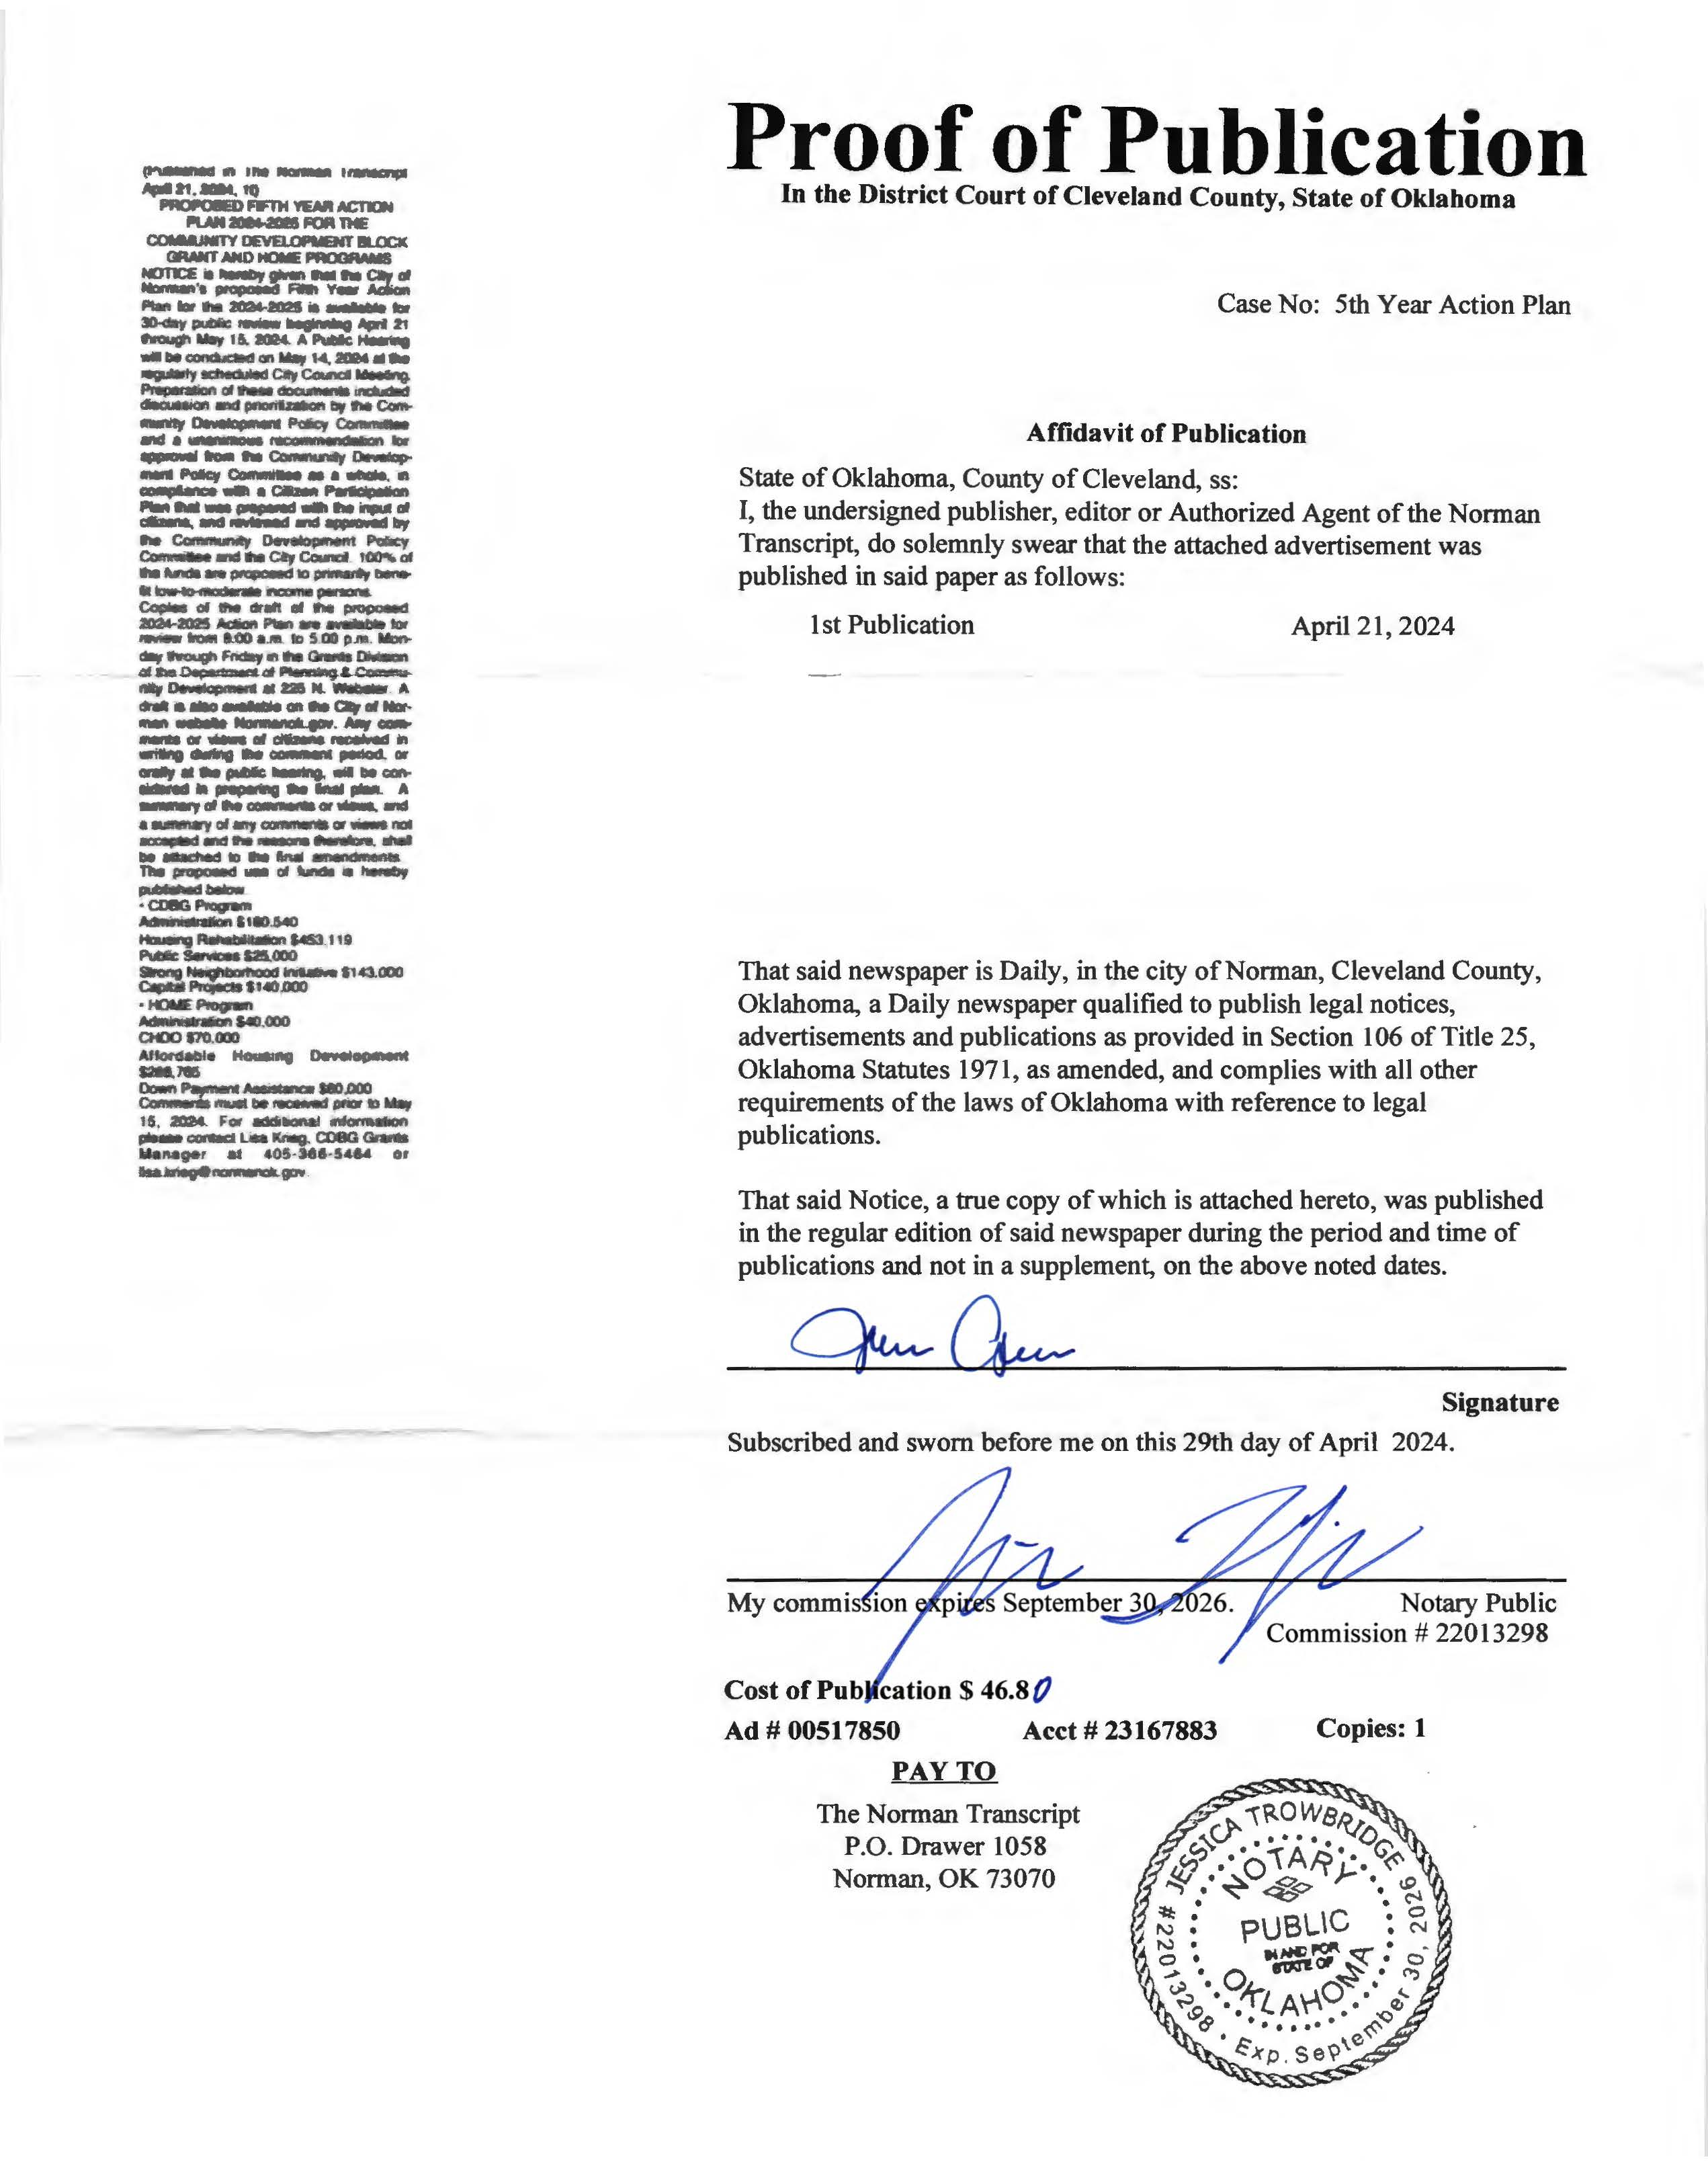 (Published in The Norman Transcript
April 21, 2024, 1t)
PROPOSED FIFTH YEAR ACTION
PLAN 2024-2025 FOR THE
COMMUNITY DEVELOPMENT BLOCK
GRANT AND HOME PROGRAMS
NOTICE is hereby given that the City of
Norman's proposed Fifth Year Action
Plan for the 2024-2025 is available for
30-day public review beginning April 21
through May 15, 2024. A Public Hearing
will be conducted on May 14, 2024 at the
regularly scheduled City Council Meeting.
Preparation of these documents included
discussion and prioritization by the Com-
munity Development Policy Committee
and a unanimous recommendation for
approval from the Community Develop-
ment Policy Committee as a whole, in
compliance with a Citizen Participation
Plan that was prepared with the input of
citizens, and reviewed and approved by
the Community Development Policy
Committee and the City Council. 100% of
the funds are proposed to primarily bene-
fit low-to-moderate income persons.
Copies of the draft of the proposed
2024-2025 Action Plan are available for
review from 8:00 a.m. to 5:00 p.m. Mon-
day through Friday in the Grants Division
of the Department of Planning & Commu-
nity Development at 225 N. Webster. A
draft is also available on the City of Nor-
man website Normanok.gov. Any com-
ments or views of citizens received in
writing during the comment period, or
orally at the public hearing, will be con-
sidered in preparing the final plan. A
summary of the comments or views, and
a summary of any comments or views not
accepted and the reasons therefore, shall
be attached to the final amendments.
The proposed use of funds is hereby
published below.
• CDBG Program
Administration $180,540
Housing Rehabilitation $453,119
Public Services $25,000
Strong Neighborhood Initiative $143,000
Capital Projects $140,000
• HOME Program
Administration $40,000
CHDO $70,000
Affordable Housing Development
Down Payment Assistance
Comments must be received prior to May
15, 2024. For additional information
please contact Lisa Krieg, CDBG Grants
Manager at 405-366-5464 or
lisa.krieg@normanok.gov.
Proof of Publication
In the District Court of Cleveland County, State of Oklahoma
Case No: 5th Year Action Plan
Affidavit of Publication
State of Oklahoma, County of Cleveland, ss:
I, the undersigned publisher, editor or Authorized Agent of the Norman
Transcript, do solemnly swear that the attached advertisement was
published in said paper as follows:
1st Publication April 21, 2024
That said newspaper is Daily, in the city of Norman, Cleveland County,
Oklahoma, a Daily newspaper qualified to publish legal notices,
advertisements and publications as provided in Section 106 of Title 25,
Oklahoma Statutes 1971, as amended, and complies with all other
requirements of the laws of Oklahoma with reference to legal
publications.
That said Notice, a true copy of which is attached hereto, was published
in the regular edition of said newspaper during the period and time of
publications and not in a supplement, on the above noted dates.
Signature
Subscribed and sworn before me on this 29th day of April 2024.
My commission expires September 30, 2026. Notary Public
Commission # 22013298
Cost of Publication $ 46.80
Ad # 00517850 Acct # 23167883 Copies: 1
PAY TO
The Norman Transcript
P.O. Drawer 1058
Norman, OK 73070
JESSICA TROWBRIDGE
NOTARY
PUBLIC
IN AND FOR
STATE OF
OKLAHOMA
#22013298 • Exp. September 30, 2026